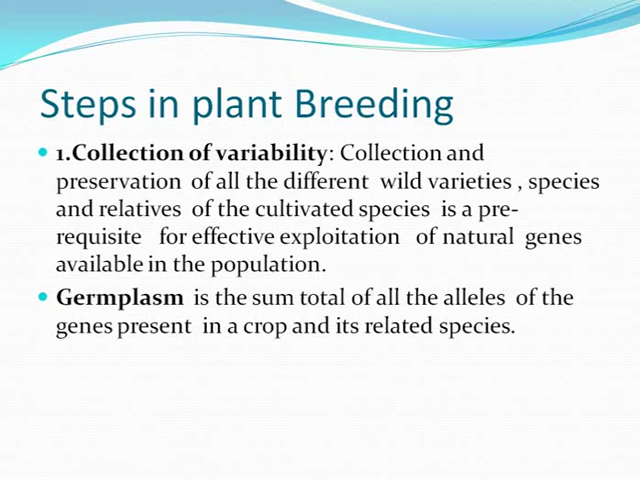 Steps in plant Breeding
1.Collection of variability: Collection and
preservation of all the different wild varieties , species
and relatives of the cultivated species is a pre-
requisite for effective exploitation of natural genes
available in the population.
Germplasm is the sum total of all the alleles of the
genes present in a crop and its related species.